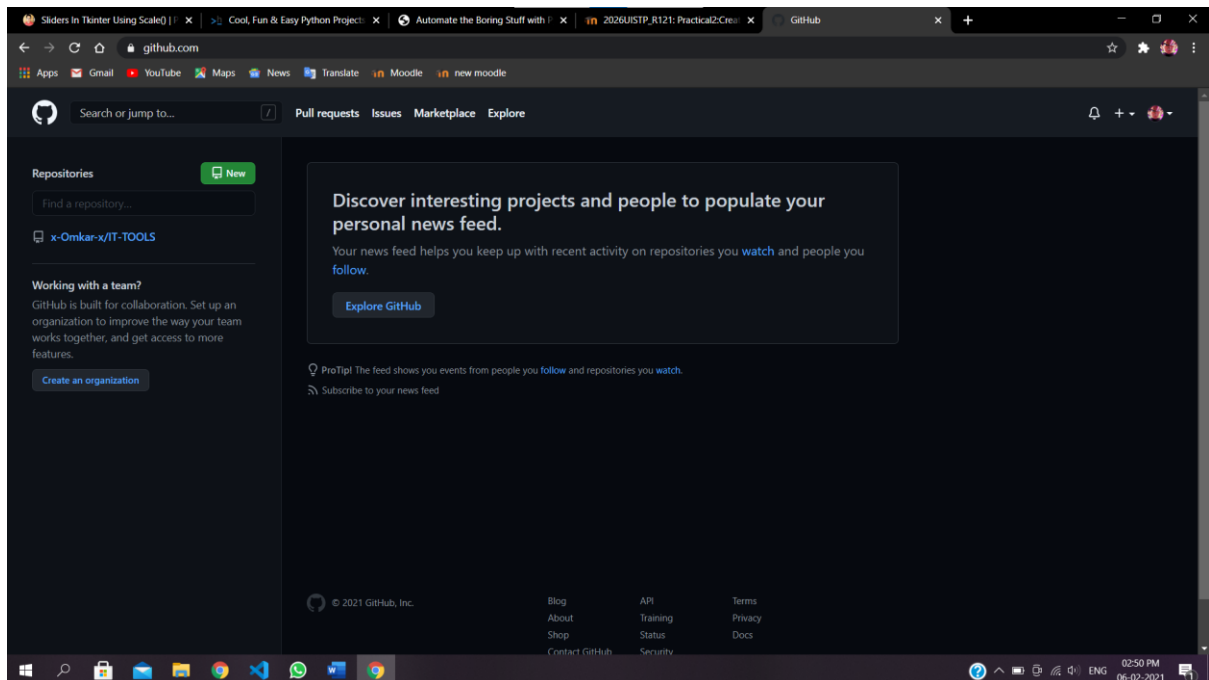 Sliders In Tkinter Using Scale() | P
Cool, Fun & Easy Python Projects
Automate the Boring Stuff with P
2026UISTP_R121: Practical2:Crea
GitHub
github.com
Apps Gmail YouTube Maps News Translate Moodle new moodle
Search or jump to... /
Pull requests Issues Marketplace Explore
Repositories New
Find a repository...
x-Omkar-x/IT-TOOLS
Working with a team?
GitHub is built for collaboration. Set up an
organization to improve the way your team
works together, and get access to more
features.
Create an organization
Discover interesting projects and people to populate your
personal news feed.
Your news feed helps you keep up with recent activity on repositories you watch and people you
follow.
Explore GitHub
ProTip! The feed shows you events from people you follow and repositories you watch.
Subscribe to your news feed
© 2021 GitHub, Inc.
Blog API Terms
About Training Privacy
Shop Status Docs
Contact GitHub Security
ENG
02:50 PM
06-02-2021